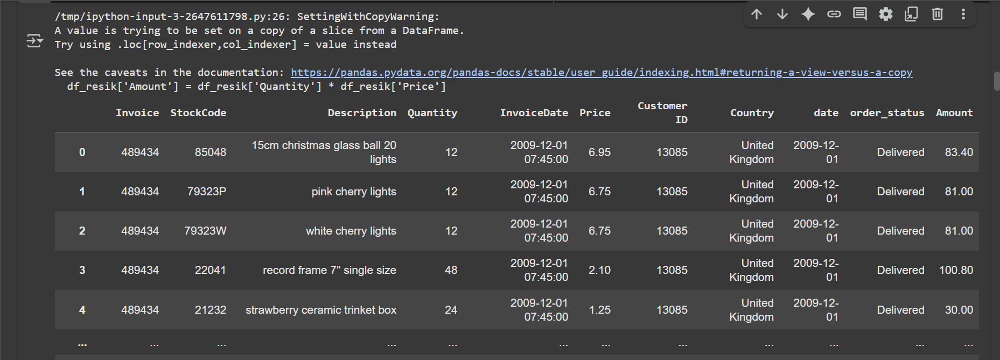 /tmp/ipython-input-3-2647611798.py:26: SettingWithCopyWarning:
A value is trying to be set on a copy of a slice from a DataFrame.
Try using .loc[row_indexer,col_indexer] = value instead
See the caveats in the documentation: https://pandas.pydata.org/pandas-docs/stable/user_guide/indexing.html#returning-a-view-versus-a-copy
df_resik['Amount'] = df_resik['Quantity'] * df_resik['Price']
Invoice StockCode Description Quantity InvoiceDate Price Customer ID Country date order_status Amount
0 489434 85048 15cm christmas glass ball 20 lights 12 2009-12-01 07:45:00 6.95 13085 United Kingdom 2009-12-01 Delivered 83.40
1 489434 79323P pink cherry lights 12 2009-12-01 07:45:00 6.75 13085 United Kingdom 2009-12-01 Delivered 81.00
2 489434 79323W white cherry lights 12 2009-12-01 07:45:00 6.75 13085 United Kingdom 2009-12-01 Delivered 81.00
3 489434 22041 record frame 7" single size 48 2009-12-01 07:45:00 2.10 13085 United Kingdom 2009-12-01 Delivered 100.80
4 489434 21232 strawberry ceramic trinket box 24 2009-12-01 07:45:00 1.25 13085 United Kingdom 2009-12-01 Delivered 30.00
... ... ... ... ... ... ... ... ... ... ... ...